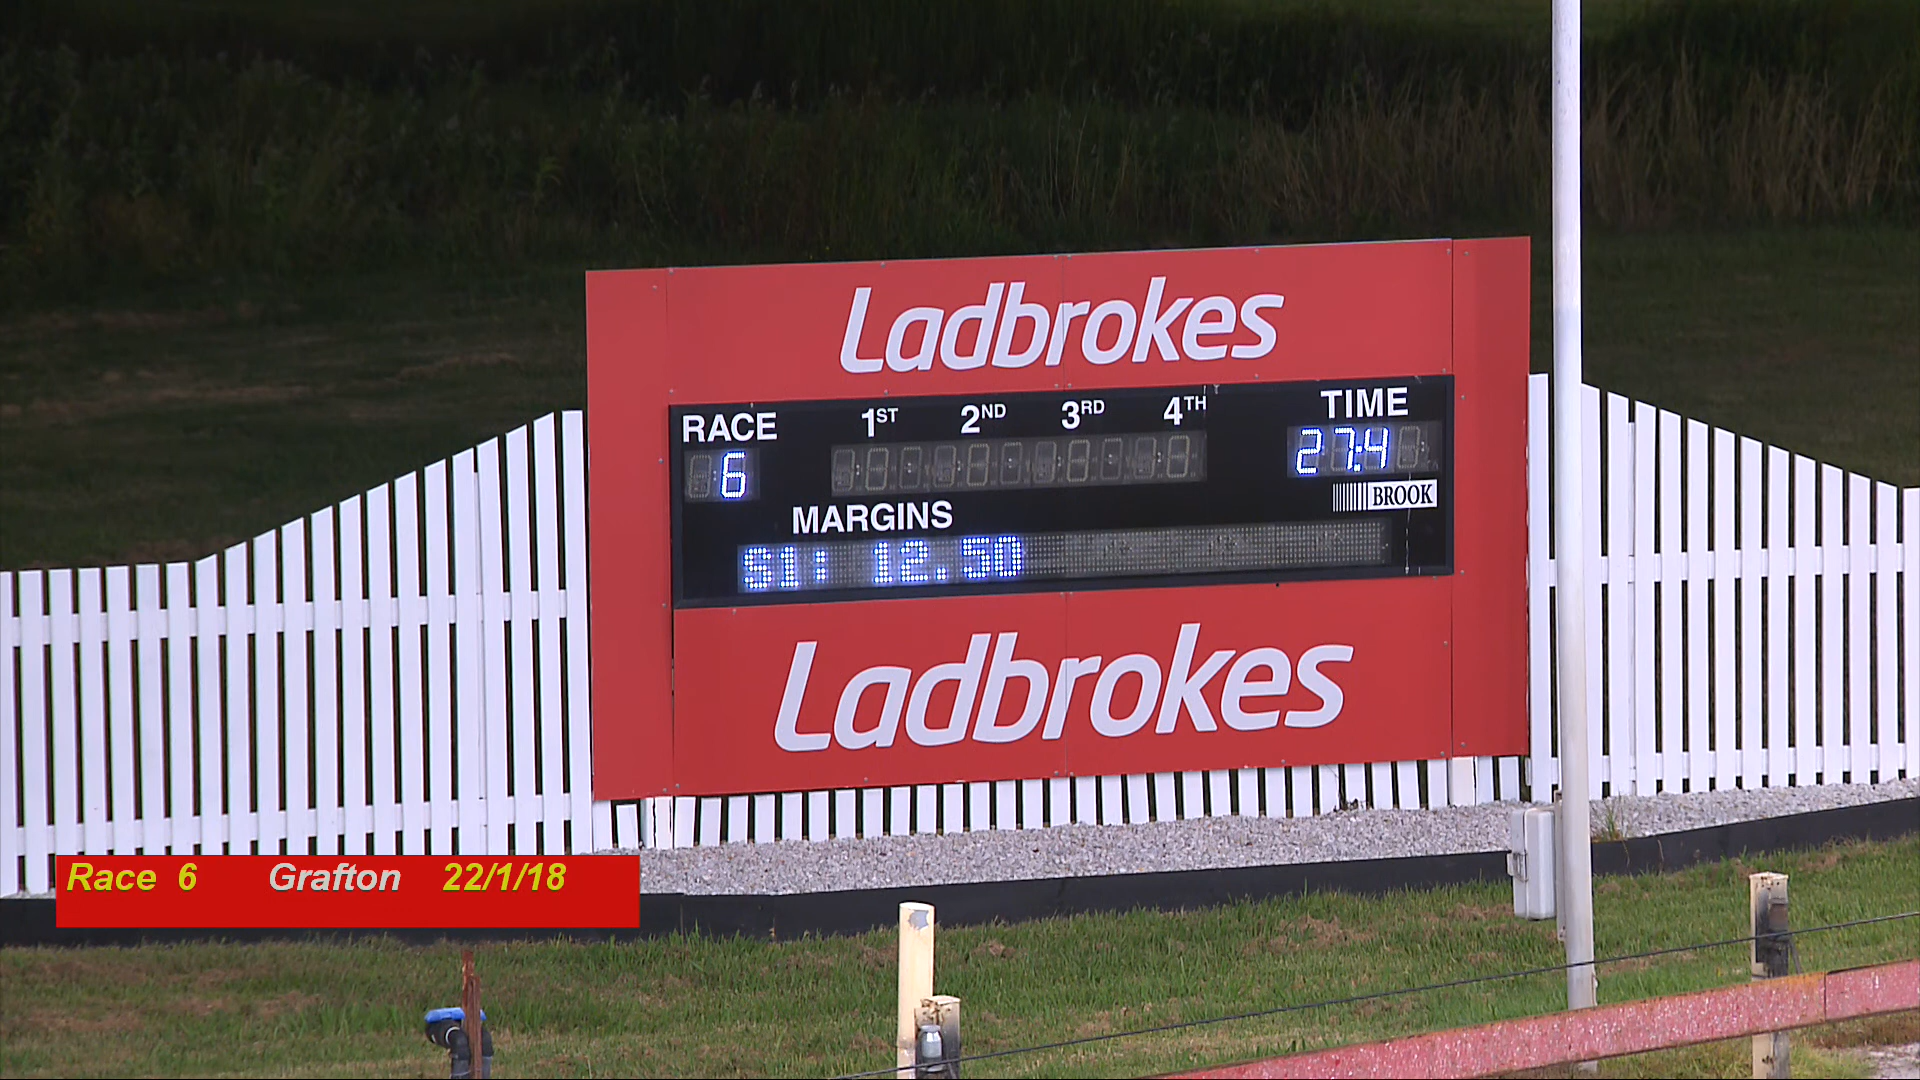 Ladbrokes
RACE 1ST 2ND 3RD 4TH TIME
6 27.4
BROOK
MARGINS
S1: 12.50
Ladbrokes
Race 6 Grafton 22/1/18